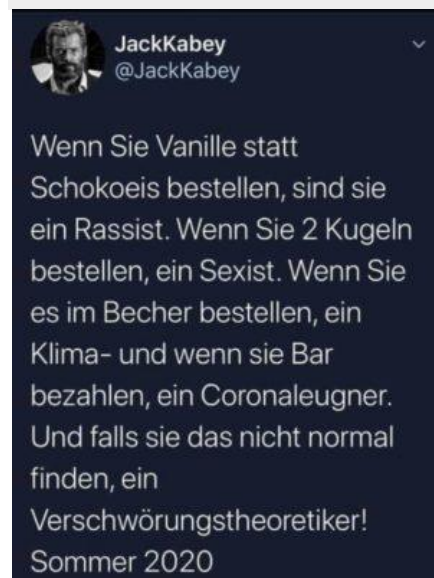 JackKabey
@JackKabey
Wenn Sie Vanille statt
Schokoeis bestellen, sind sie
ein Rassist. Wenn Sie 2 Kugeln
bestellen, ein Sexist. Wenn Sie
es im Becher bestellen, ein
Klima- und wenn sie Bar
bezahlen, ein Coronaleugner.
Und falls sie das nicht normal
finden, ein
Verschwörungstheoretiker!
Sommer 2020